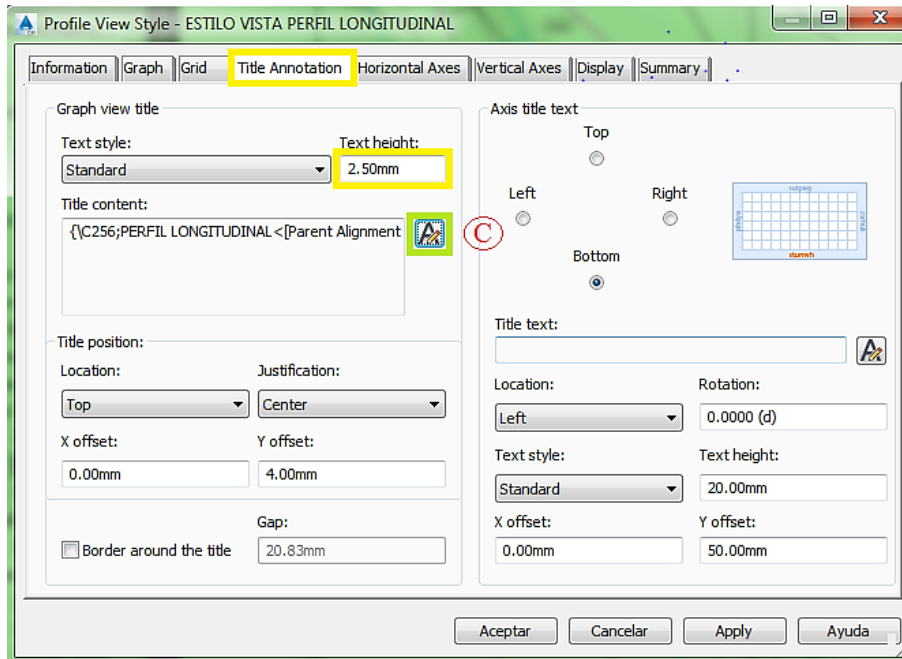 Profile View Style - ESTILO VISTA PERFIL LONGITUDINAL
Information Graph Grid Title Annotation Horizontal Axes Vertical Axes Display Summary
Graph view title
Text style: Text height:
Standard 2.50mm
Title content:
{\C256;PERFIL LONGITUDINAL<[Parent Alignment
C
Title position:
Location: Justification:
Top Center
X offset: Y offset:
0.00mm 4.00mm
Gap:
Border around the title 20.83mm
Axis title text
Top
Left Right
Bottom
Title text:
Location: Rotation:
Left 0.0000 (d)
Text style: Text height:
Standard 20.00mm
X offset: Y offset:
0.00mm 50.00mm
Aceptar Cancelar Apply Ayuda